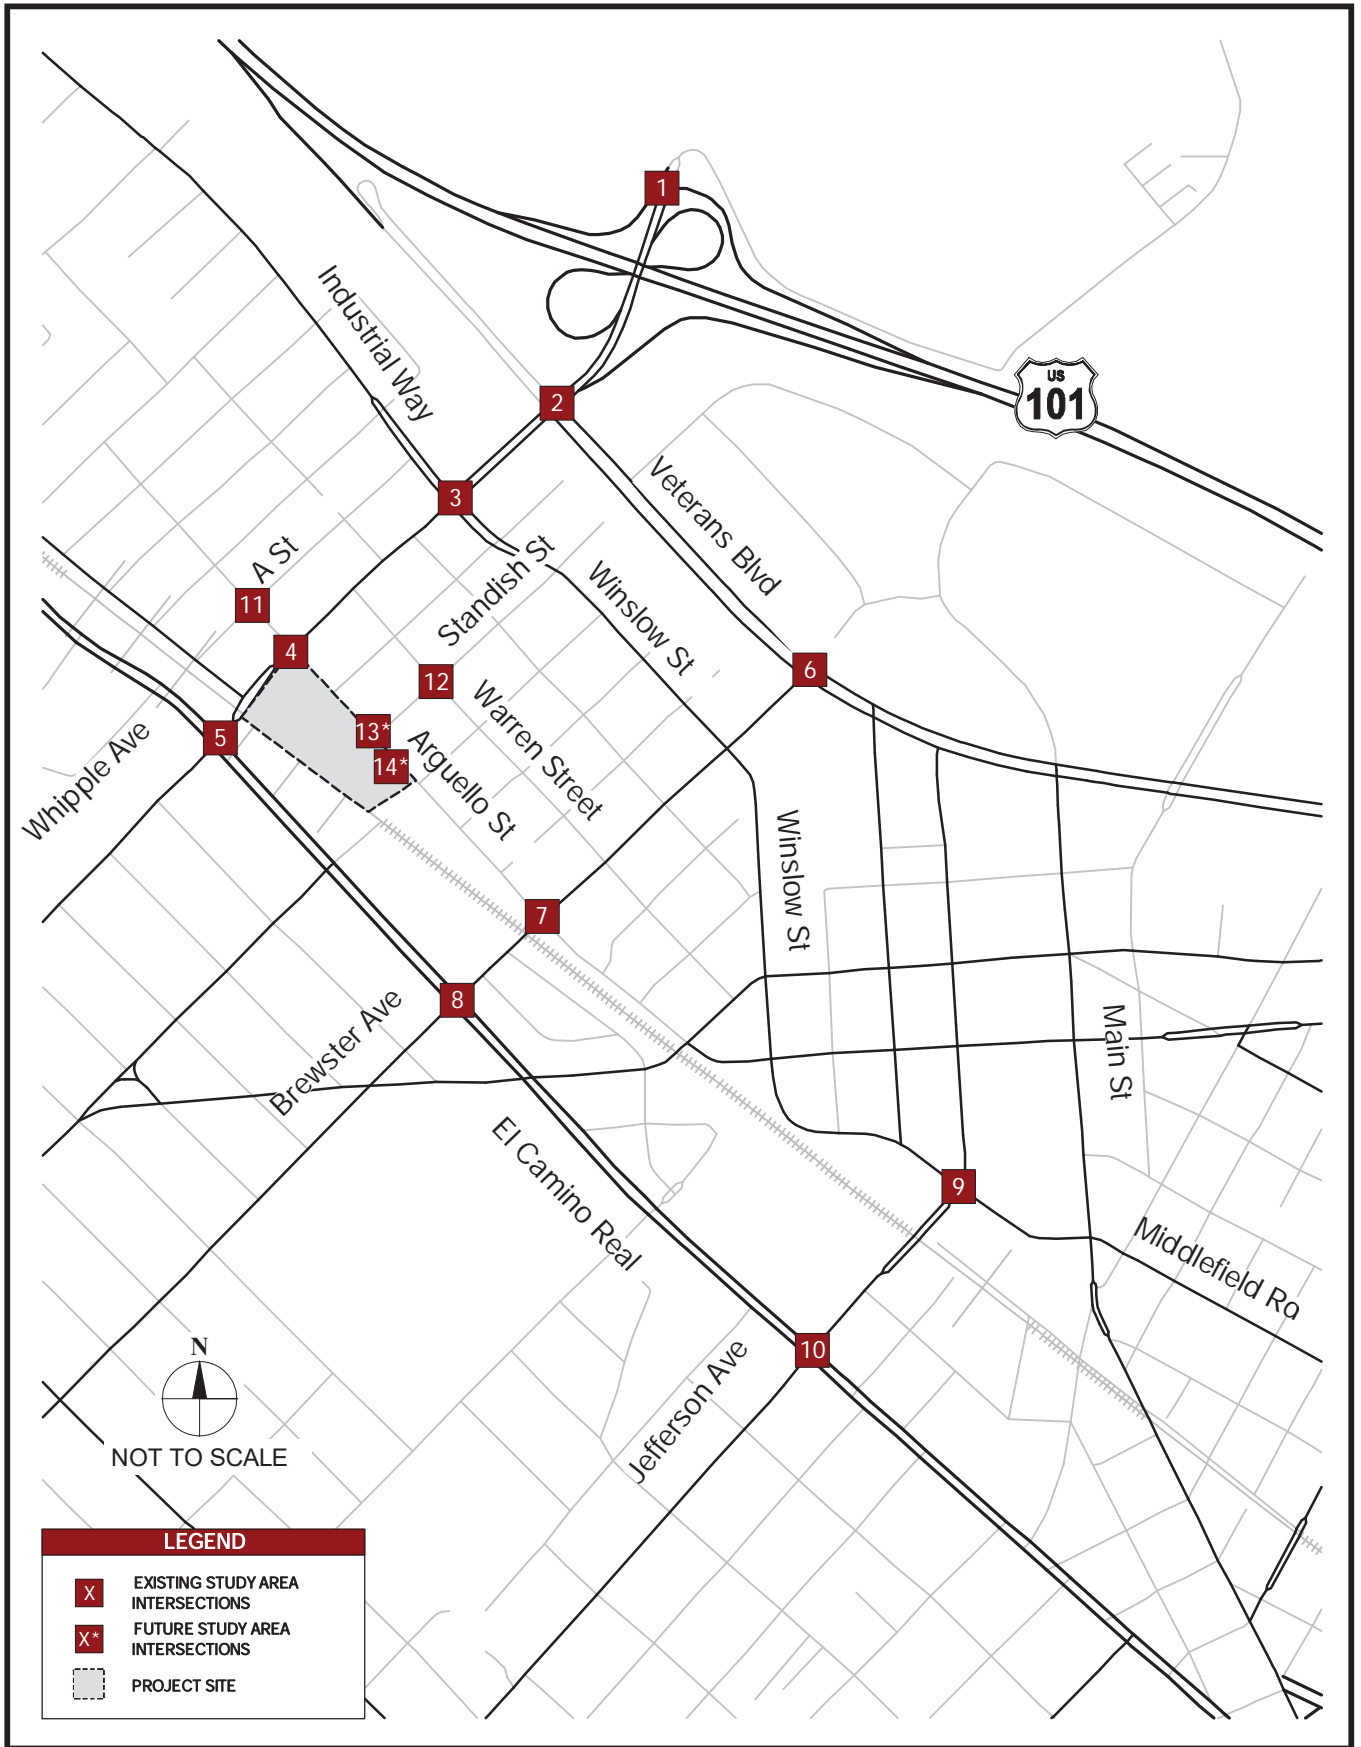 1
Industrial Way
US
101
2
Veterans Blvd
3
A St
Standish St
Winslow St
11
4
6
12
Warren Street
13*
5
14*
Whipple Ave
Arguello St
Winslow St
7
8
Brewster Ave
Main St
El Camino Real
9
Middlefield Rd
10
Jefferson Ave
N
NOT TO SCALE
LEGEND
X
EXISTING STUDY AREA
INTERSECTIONS
X*
FUTURE STUDY AREA
INTERSECTIONS
PROJECT SITE